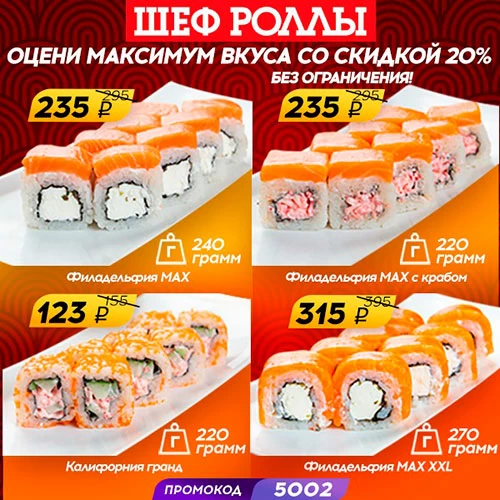 ШЕФ РОЛЛЫ
ОЦЕНИ МАКСИМУМ ВКУСА СО СКИДКОЙ 20%
БЕЗ ОГРАНИЧЕНИЯ!
295
235 ₽
240
грамм
Филадельфия MAX
295
235 ₽
220
грамм
Филадельфия MAX с крабом
155
123 ₽
220
грамм
Калифорния гранд
395
315 ₽
270
грамм
Филадельфия MAX XXL
ПРОМОКОД 5002